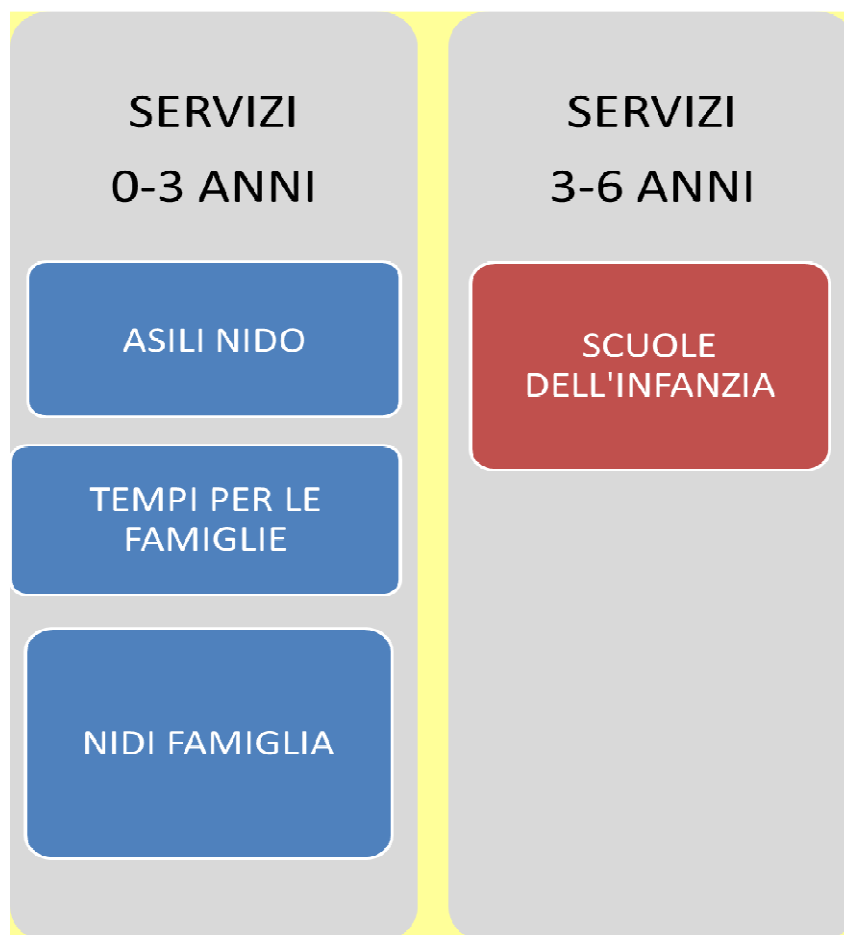 SERVIZI
0-3 ANNI
ASILI NIDO
TEMPI PER LE
FAMIGLIE
NIDI FAMIGLIA
SERVIZI
3-6 ANNI
SCUOLE
DELL'INFANZIA